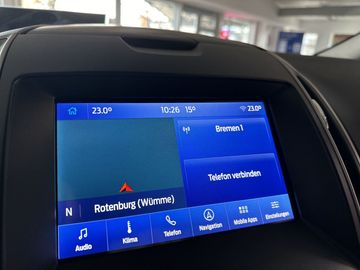 23.0° 10:26 15° 23.0°
Bremen 1
Telefon verbinden
N Rotenburg (Wümme)
Audio Klima Telefon Navigation Mobile Apps Einstellungen